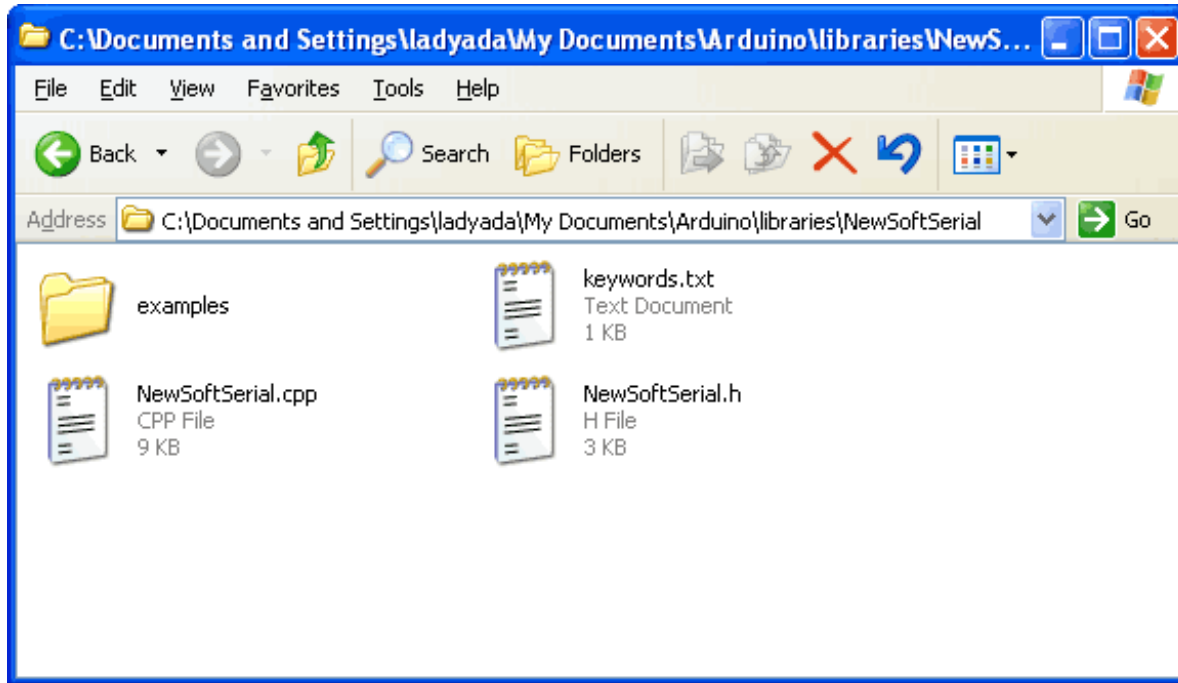 C:\Documents and Settings\ladyada\My Documents\Arduino\libraries\NewS...
File Edit View Favorites Tools Help
Back Search Folders
Address C:\Documents and Settings\ladyada\My Documents\Arduino\libraries\NewSoftSerial Go
examples
keywords.txt
Text Document
1 KB
NewSoftSerial.cpp
CPP File
9 KB
NewSoftSerial.h
H File
3 KB